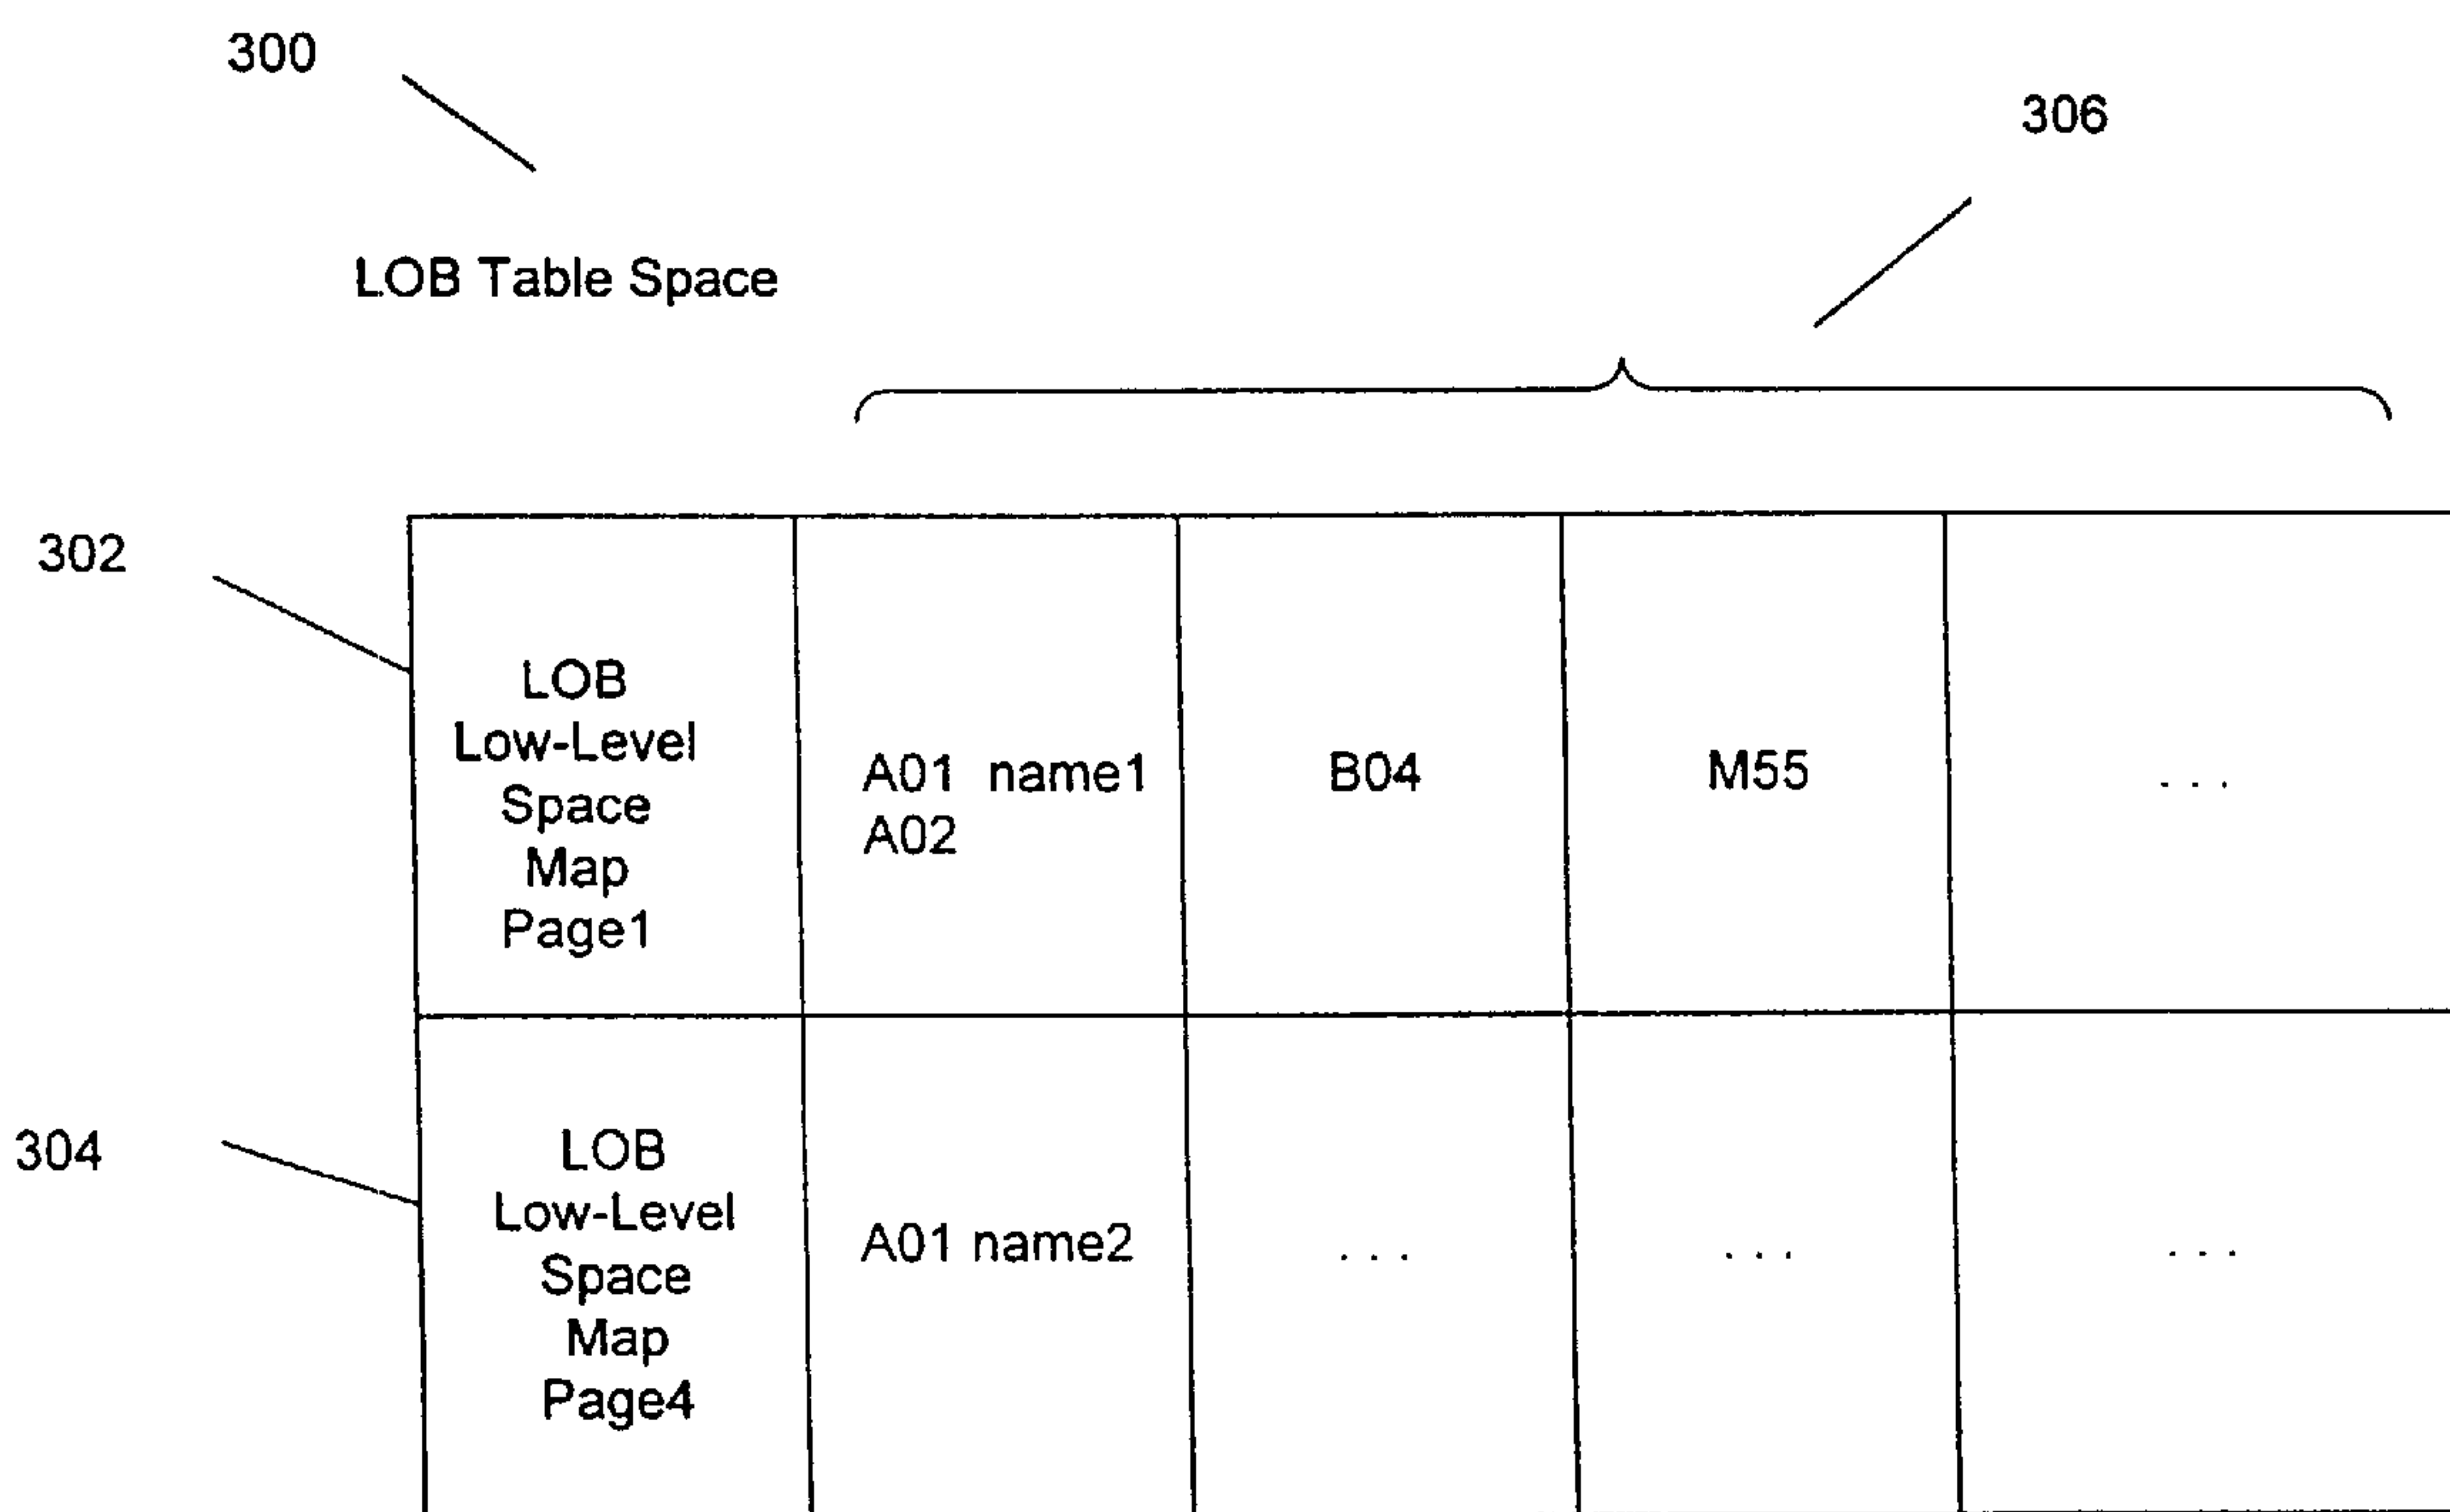 300
306
LOB Table Space
302
LOB
Low-Level
Space
Map
Page1
A01 name1
A02
B04
M55
. . .
304
LOB
Low-Level
Space
Map
Page4
A01 name2
. . .
. . .
. . .